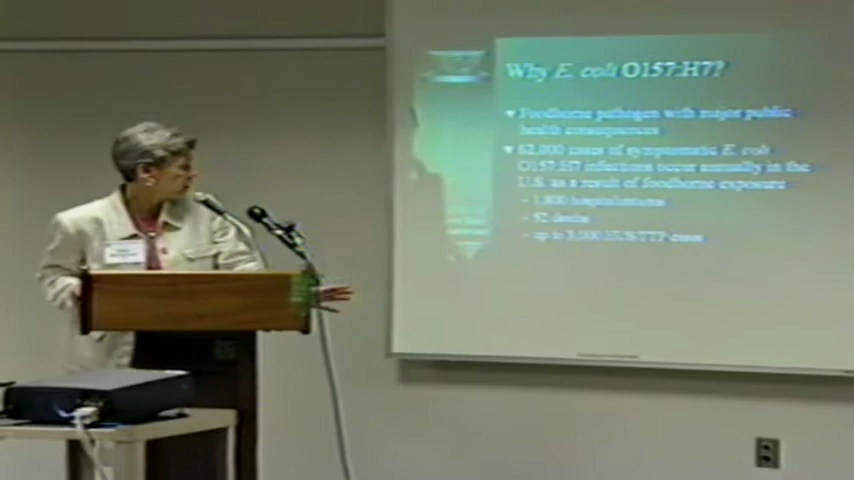 Why E. coli O157:H7?
Foodborne pathogen with major public
health consequences
62,000 cases of symptomatic E. coli
O157:H7 infections occur annually in the
U.S. as a result of foodborne exposure
- 1,800 hospitalizations
- 52 deaths
- up to 3,000 HUS/TTP cases